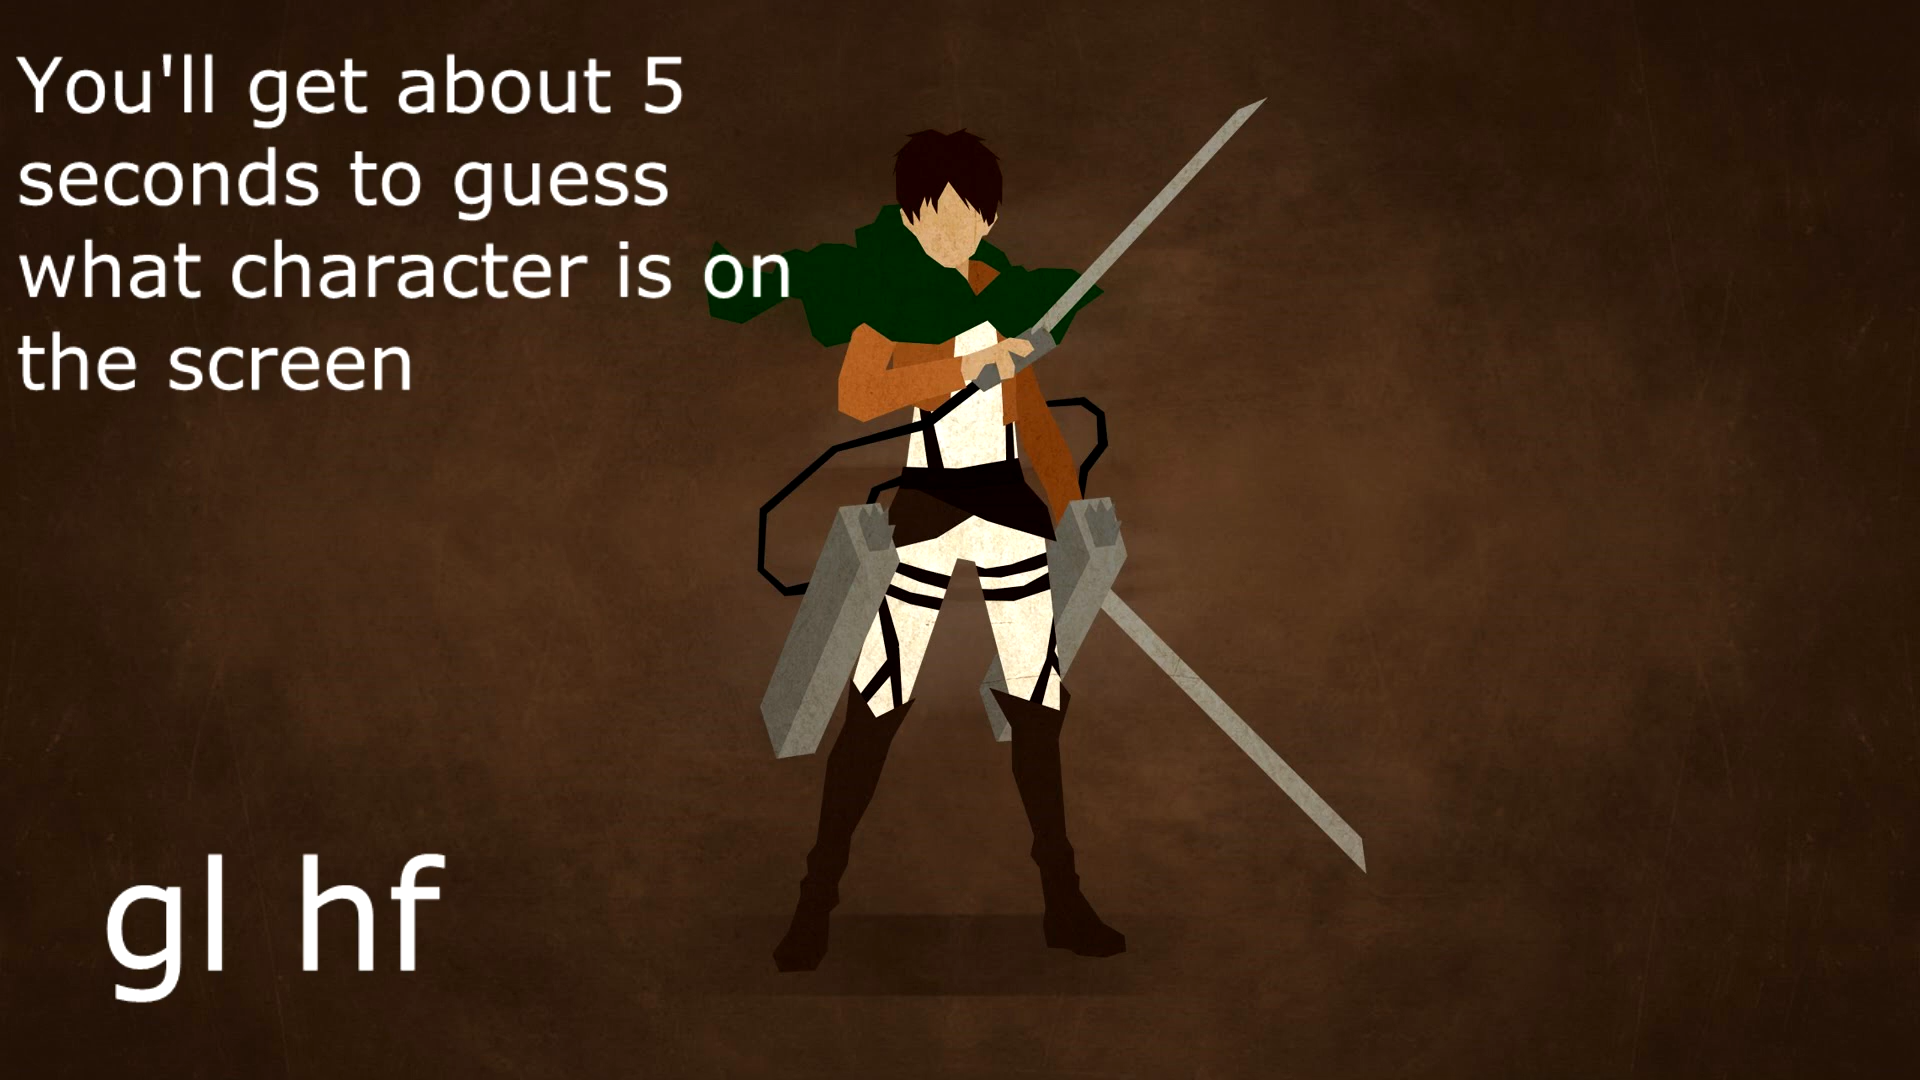 You'll get about 5
seconds to guess
what character is on
the screen
gl hf